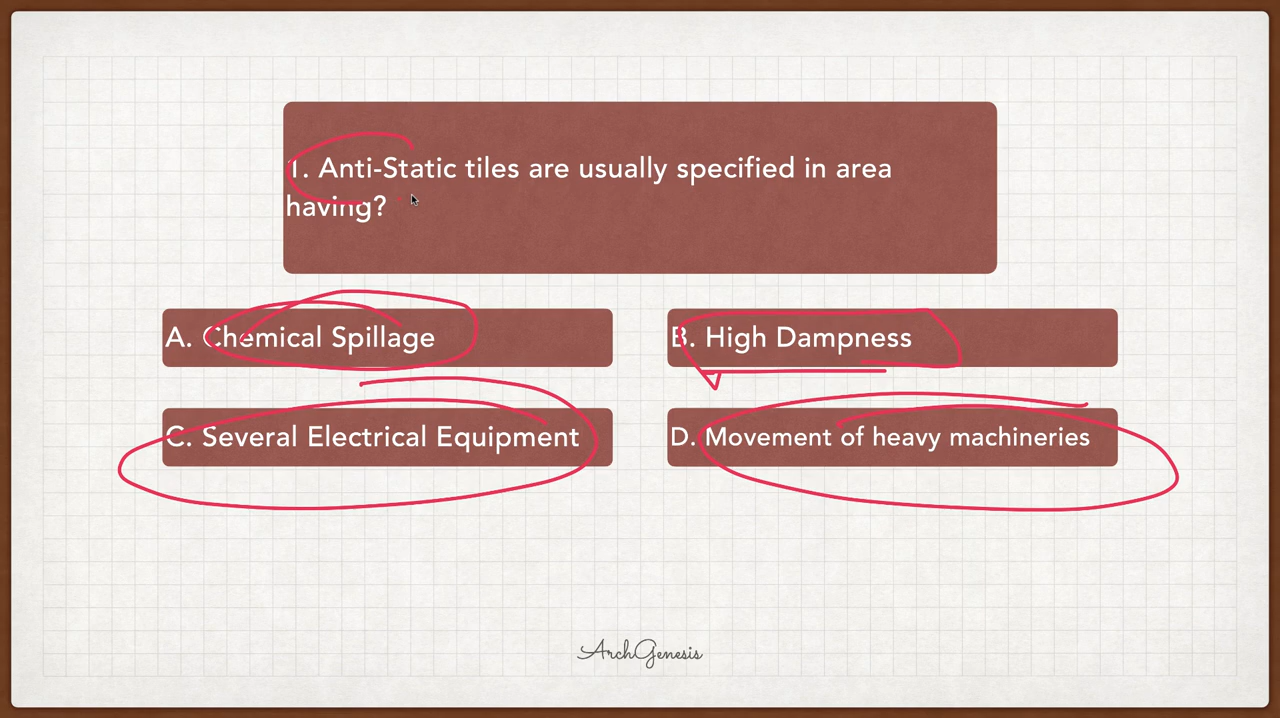 1. Anti-Static tiles are usually specified in area
having?
A. Chemical Spillage
B. High Dampness
C. Several Electrical Equipment
D. Movement of heavy machineries
ArchGenesis